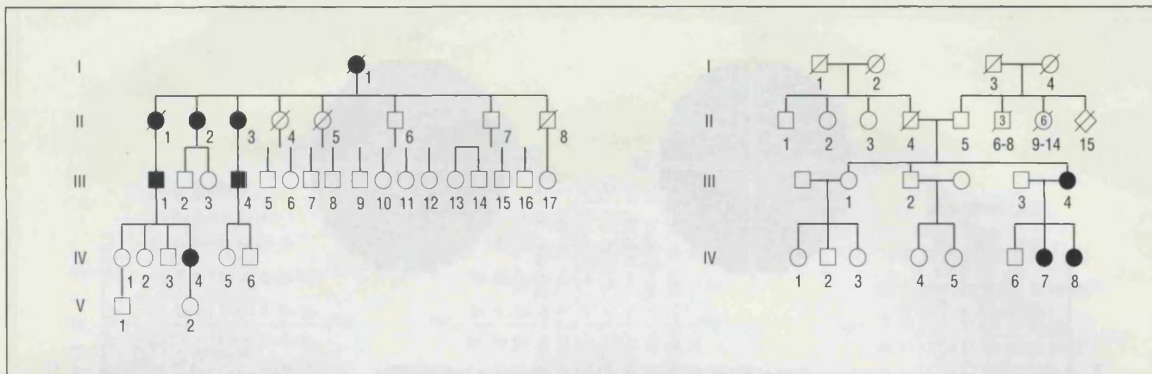 I 1
II 1 2 3 4 5 6 7 8
III 1 2 3 4 5 6 7 8 9 10 11 12 13 14 15 16 17
IV 1 2 3 4 5 6
V 1 2
I 1 2 3 4
II 1 2 3 4 5 3 6-8 6 9-14 15
III 1 2 3 4
IV 1 2 3 4 5 6 7 8